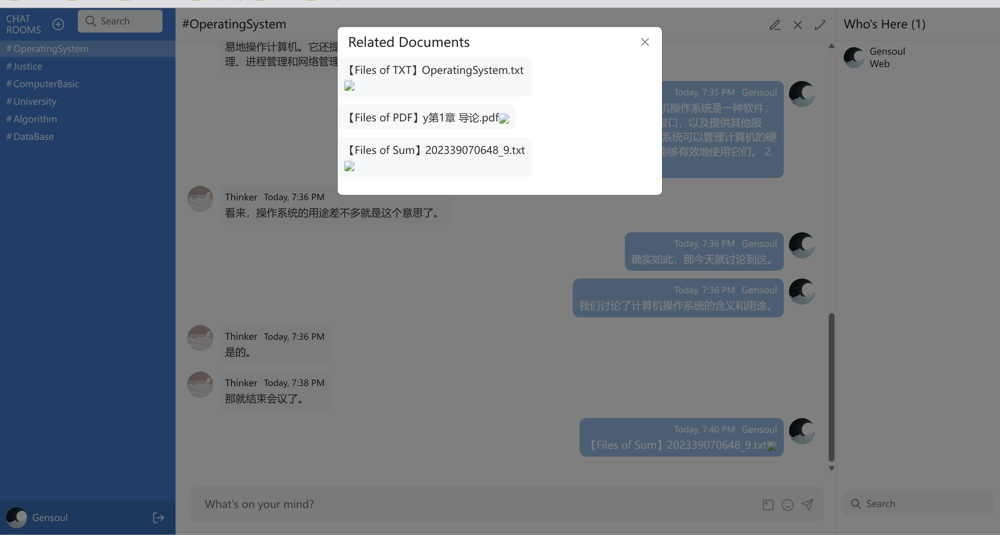 CHAT
ROOMS
Search
#OperatingSystem
#Justice
#ComputerBasic
#University
#Algorithm
#DataBase
Gensoul
#OperatingSystem
易地操作计算机。它还提
理、进程管理和网络管理
Related Documents
【Files of TXT】OperatingSystem.txt
【Files of PDF】y第1章 导论.pdf
【Files of Sum】202339070648_9.txt
Today, 7:35 PM Gensoul
机操作系统是一种软件，
接口，以及提供其他服
系统可以管理计算机的硬
能够有效地使用它们。 2.
Thinker Today, 7:36 PM
看来，操作系统的用途差不多就是这个意思了。
Today, 7:36 PM Gensoul
确实如此，那今天就讨论到这。
Today, 7:36 PM Gensoul
我们讨论了计算机操作系统的含义和用途。
Thinker Today, 7:36 PM
是的。
Thinker Today, 7:38 PM
那就结束会议了。
Today, 7:40 PM Gensoul
【Files of Sum】202339070648_9.txt
What's on your mind?
Who's Here (1)
Gensoul
Web
Search